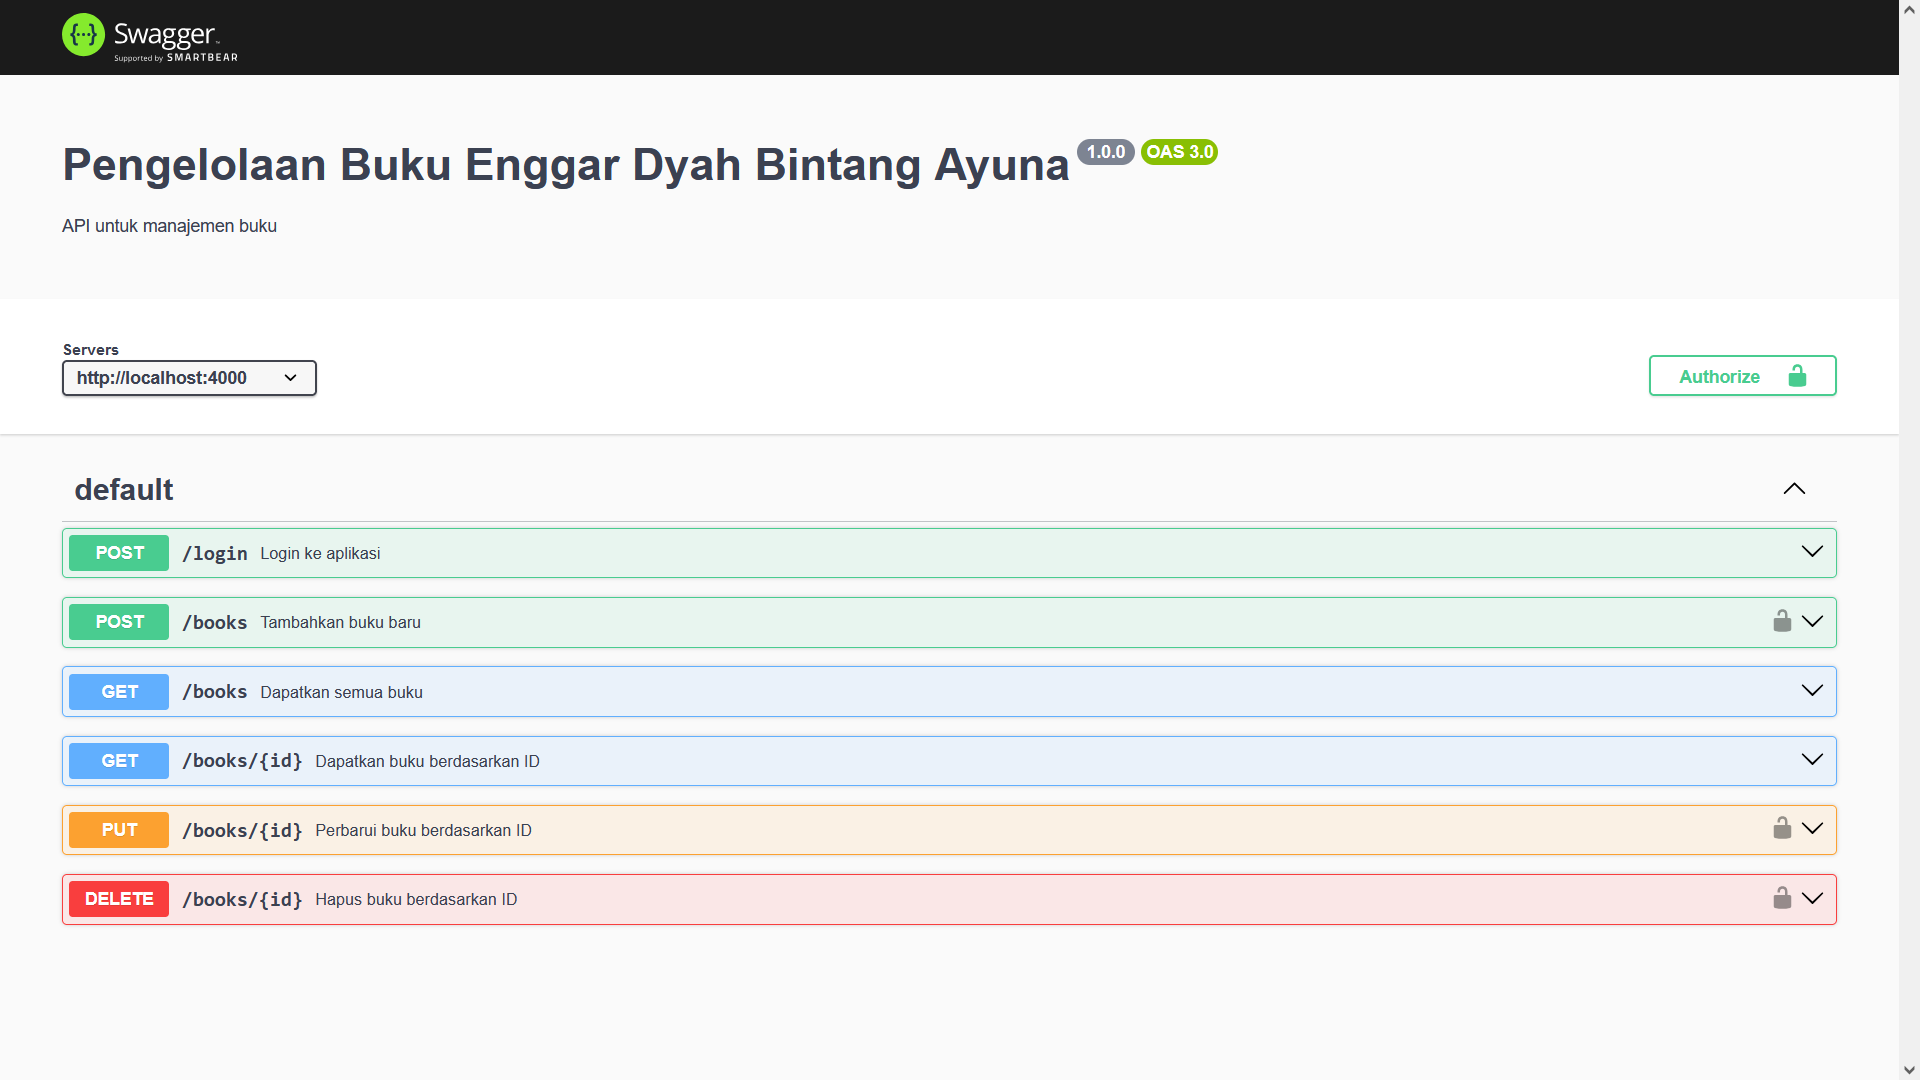 {···} Swagger
Supported by SMARTBEAR
Pengelolaan Buku Enggar Dyah Bintang Ayuna 1.0.0 OAS 3.0
API untuk manajemen buku
Servers
http://localhost:4000
Authorize
default
POST /login Login ke aplikasi
POST /books Tambahkan buku baru
GET /books Dapatkan semua buku
GET /books/{id} Dapatkan buku berdasarkan ID
PUT /books/{id} Perbarui buku berdasarkan ID
DELETE /books/{id} Hapus buku berdasarkan ID